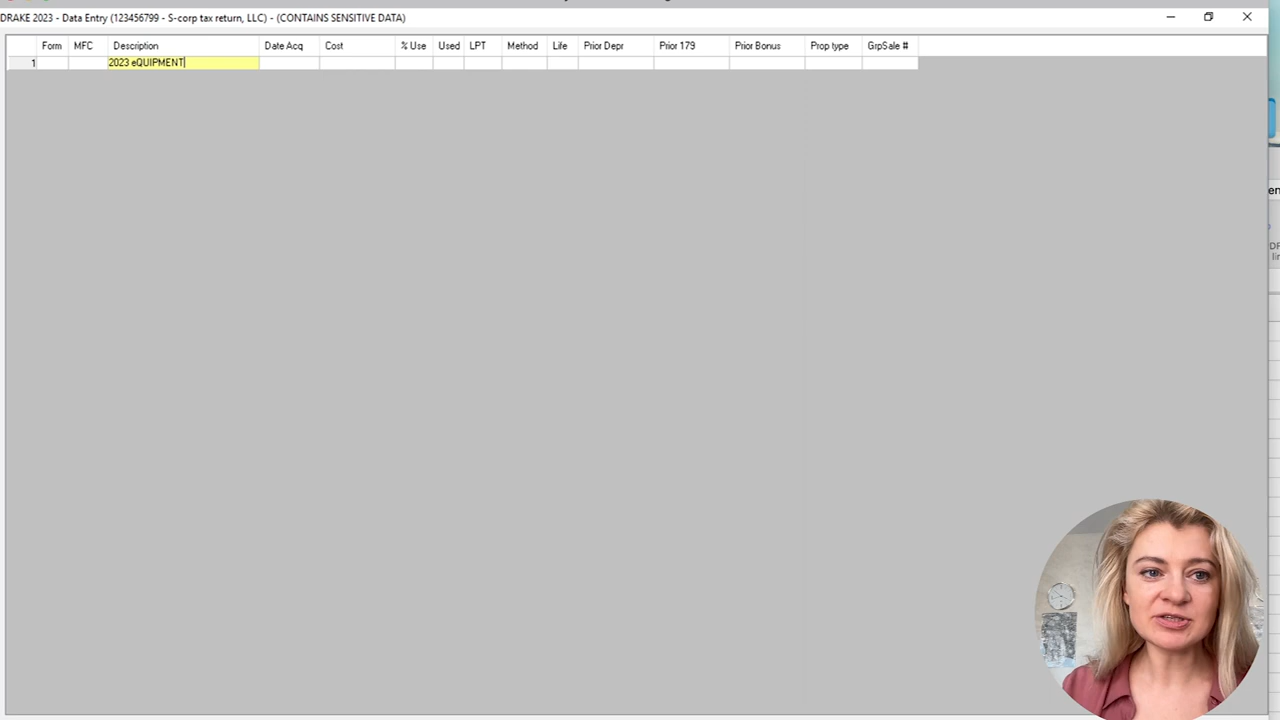 DRAKE 2023 - Data Entry (123456799 - S-corp tax return, LLC) - (CONTAINS SENSITIVE DATA)
Form MFC Description Date Acq Cost % Use Used LPT Method Life Prior Depr Prior 179 Prior Bonus Prop type GrpSale #
1 2023 eQUIPMENT